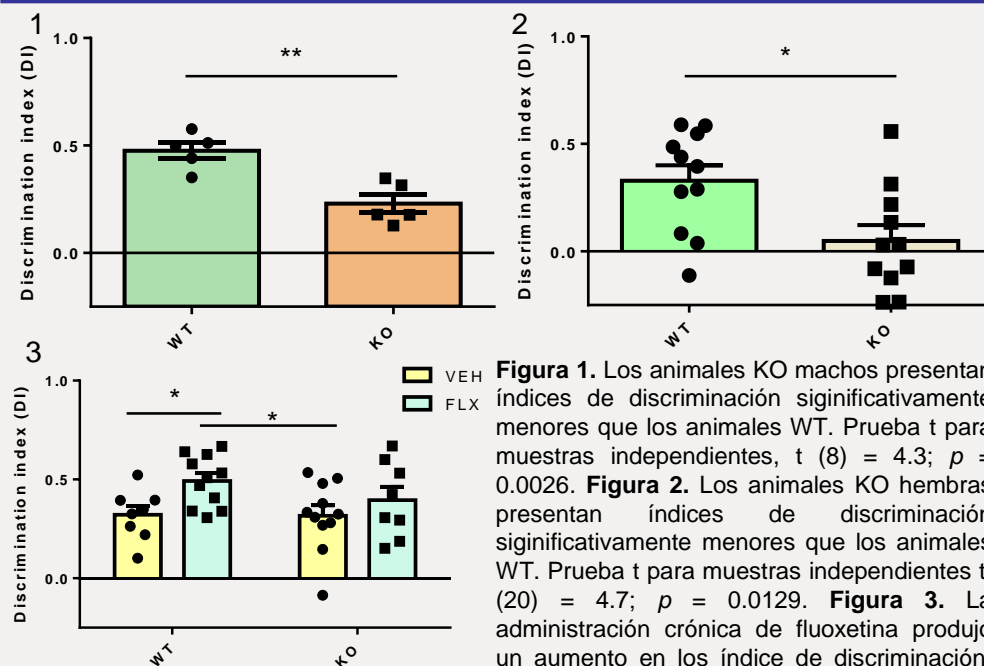 1
Discrimination index (DI)
1.0
0.5
0.0
**
WT
KO
2
Discrimination index (DI)
1.0
0.5
0.0
*
WT
KO
3
Discrimination index (DI)
1.0
0.5
0.0
*
*
WT
KO
VEH
FLX
Figura 1. Los animales KO machos presentan
índices de discriminación siginificativamente
menores que los animales WT. Prueba t para
muestras independientes, t (8) = 4.3; p =
0.0026. Figura 2. Los animales KO hembras
presentan índices de discriminación
siginificativamente menores que los animales
WT. Prueba t para muestras independientes t
(20) = 4.7; p = 0.0129. Figura 3. La
administración crónica de fluoxetina produjo
un aumento en los índice de discriminación